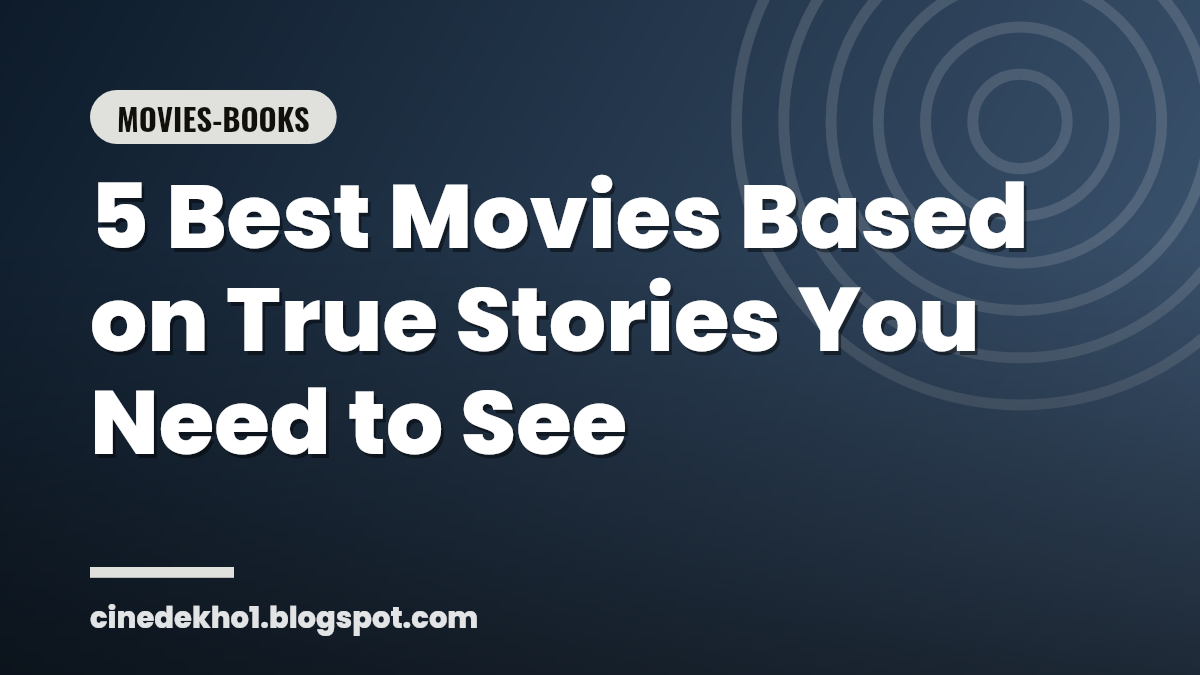 MOVIES-BOOKS
5 Best Movies Based
on True Stories You
Need to See
cinedekho1.blogspot.com